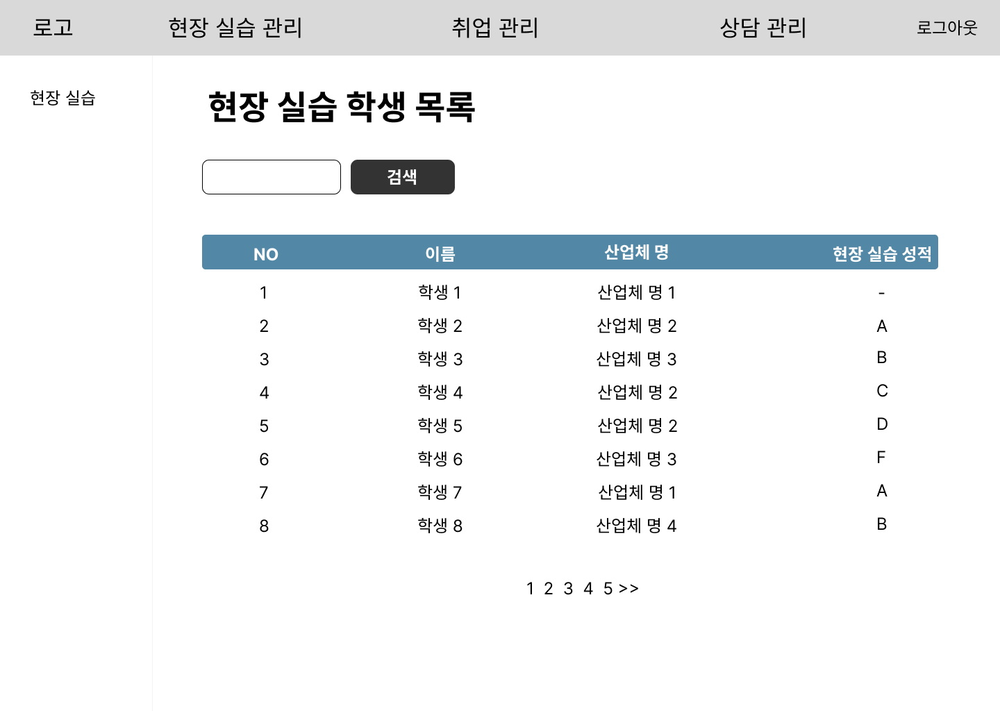 로고 현장 실습 관리 취업 관리 상담 관리 로그아웃
현장 실습
현장 실습 학생 목록
검색
NO 이름 산업체 명 현장 실습 성적
1 학생 1 산업체 명 1 -
2 학생 2 산업체 명 2 A
3 학생 3 산업체 명 3 B
4 학생 4 산업체 명 2 C
5 학생 5 산업체 명 2 D
6 학생 6 산업체 명 3 F
7 학생 7 산업체 명 1 A
8 학생 8 산업체 명 4 B
1 2 3 4 5 >>